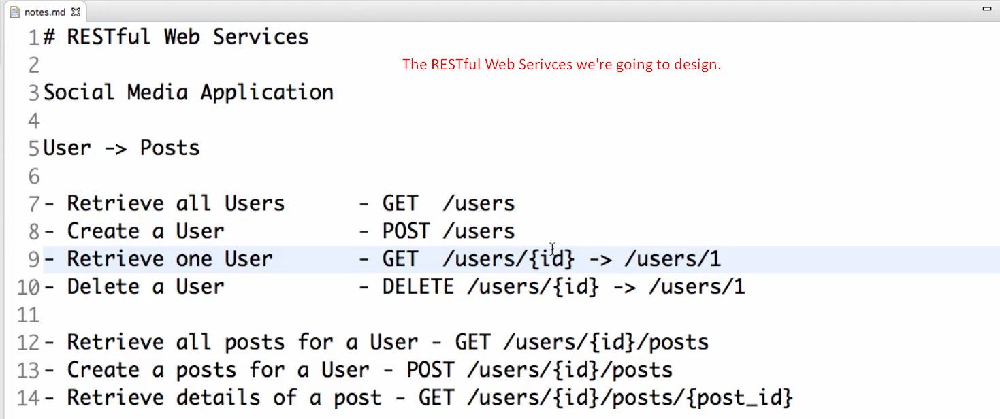 notes.md
1 # RESTful Web Services
2
The RESTful Web Serivces we're going to design.
3 Social Media Application
4
5 User -> Posts
6
7 - Retrieve all Users - GET /users
8 - Create a User - POST /users
9 - Retrieve one User - GET /users/{id} -> /users/1
10 - Delete a User - DELETE /users/{id} -> /users/1
11
12 - Retrieve all posts for a User - GET /users/{id}/posts
13 - Create a posts for a User - POST /users/{id}/posts
14 - Retrieve details of a post - GET /users/{id}/posts/{post_id}